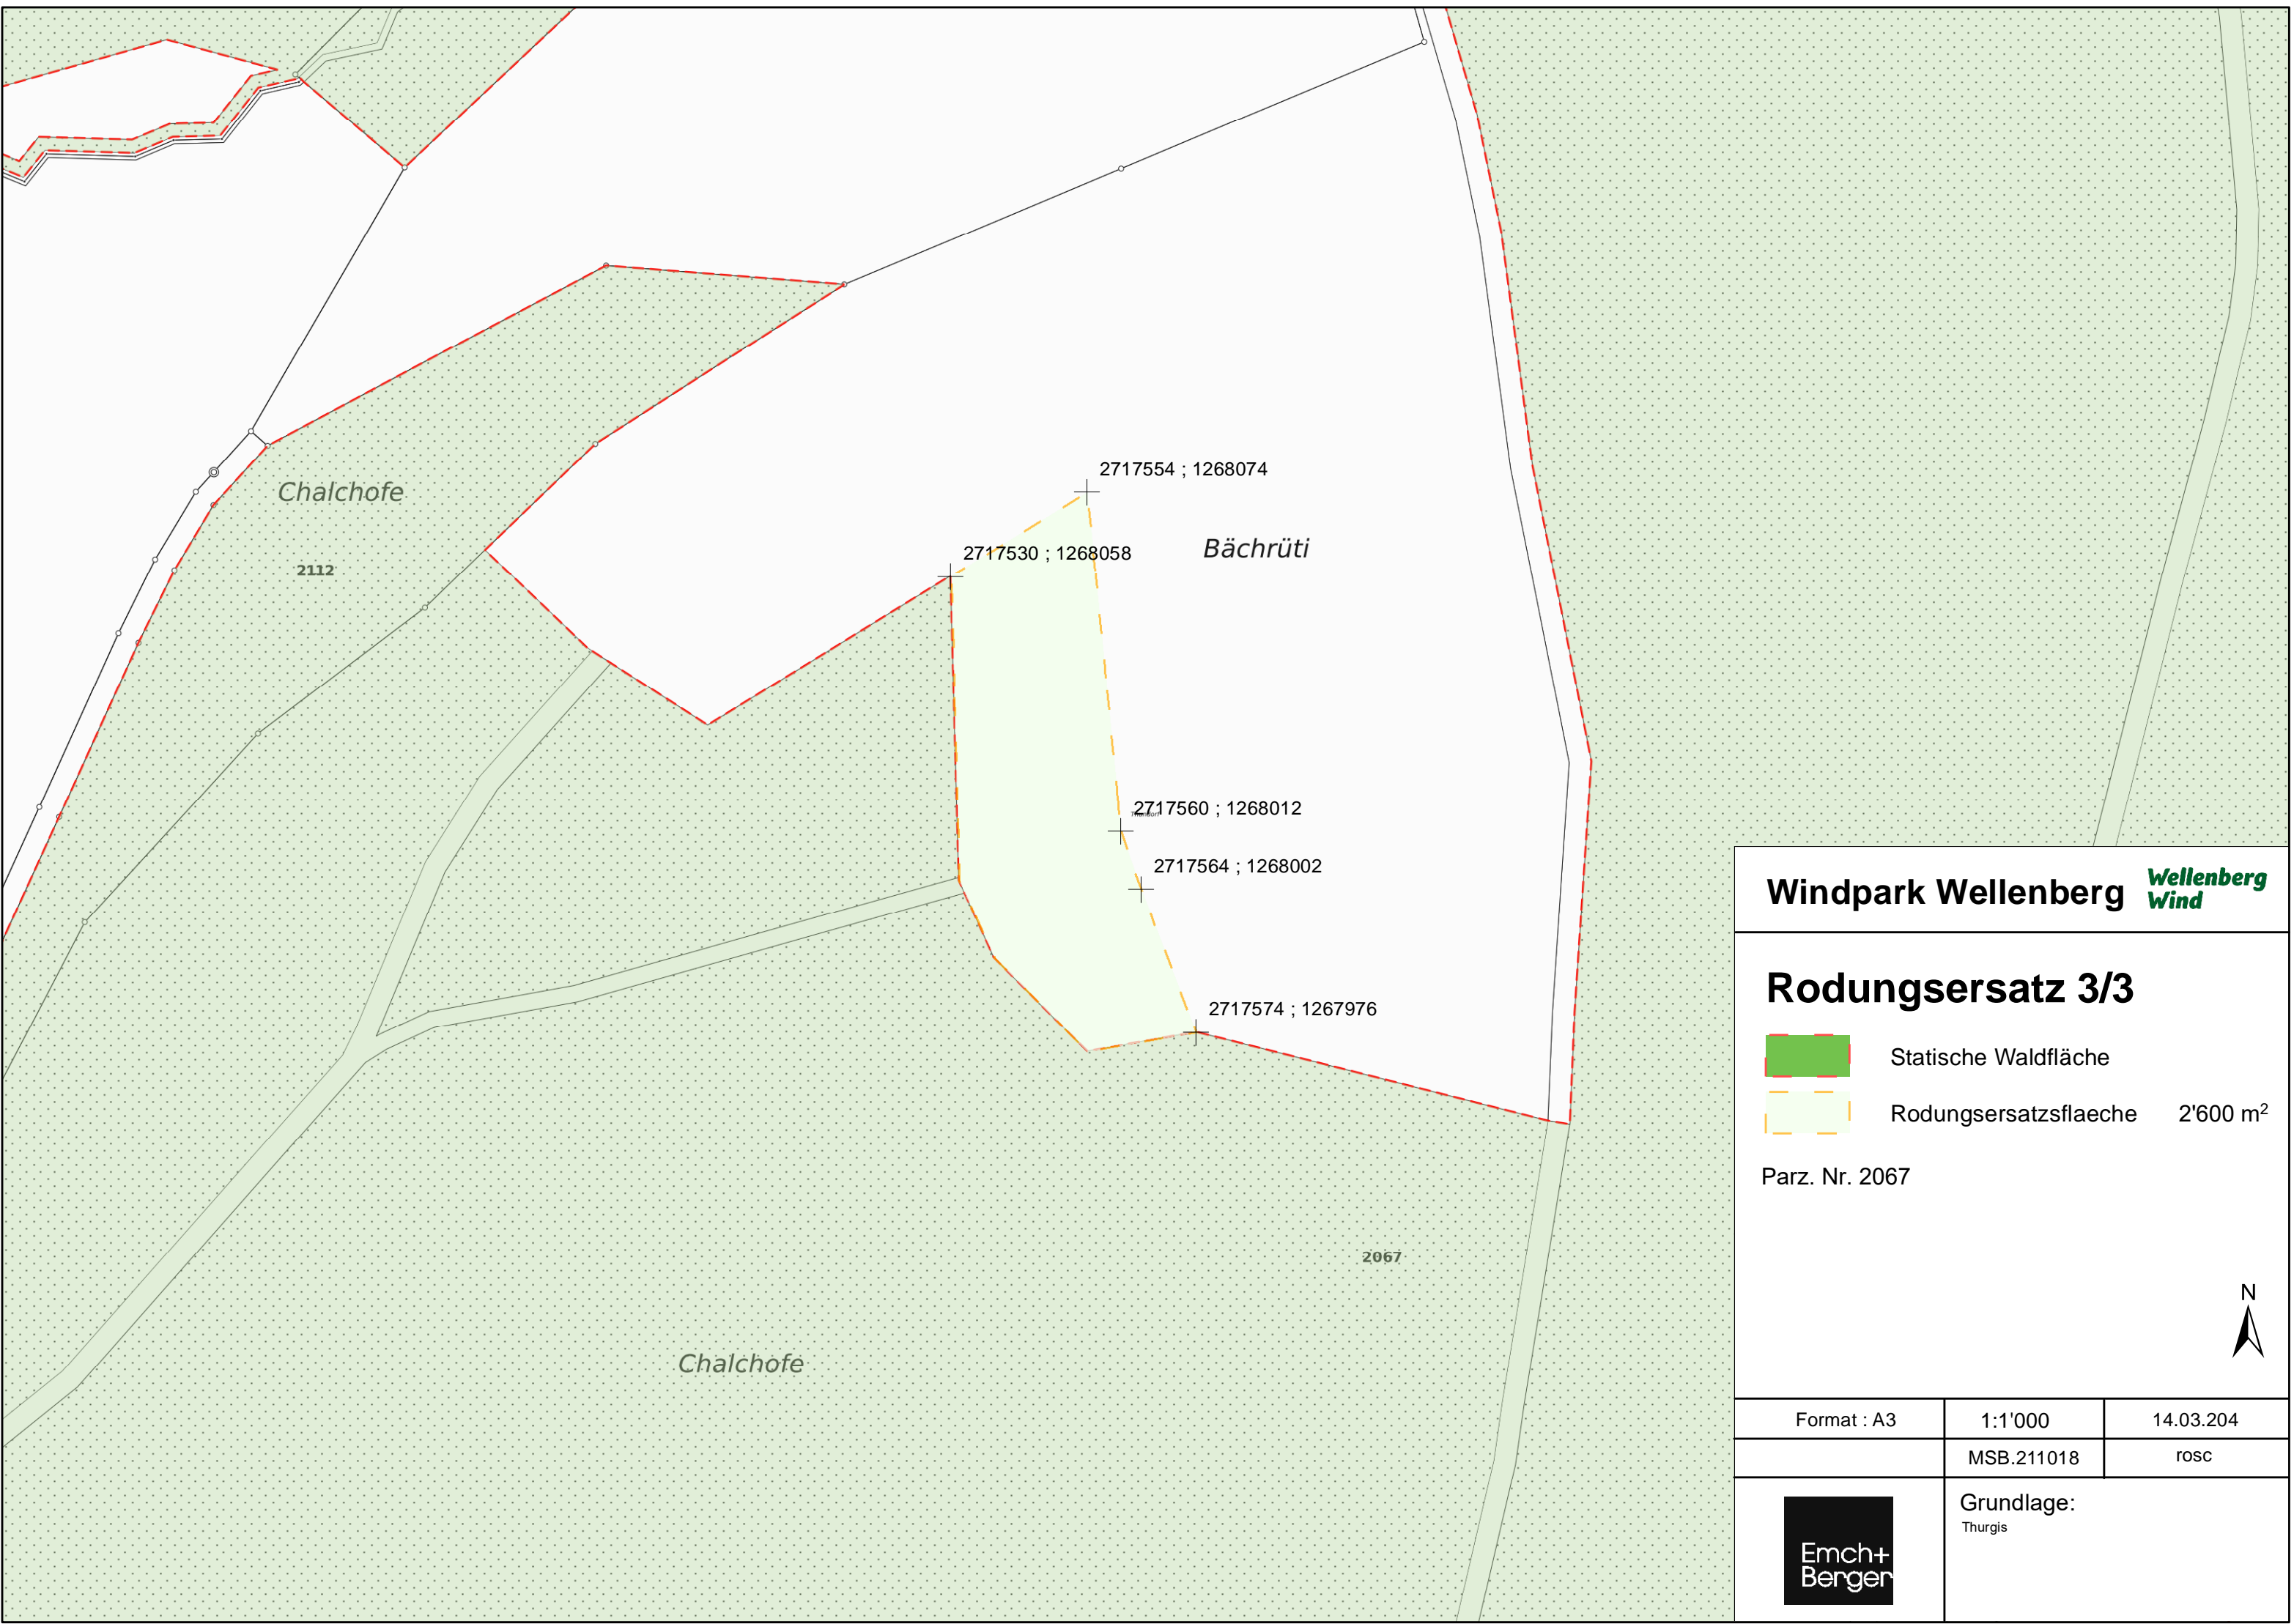 2717554 ; 1268074
Chalchofe
Bächrüti
2717530 ; 1268058
2112
2717560 ; 1268012
2717564 ; 1268002
2717574 ; 1267976
2067
Chalchofe
Windpark Wellenberg
Wellenberg
Wind
Rodungsersatz 3/3
Statische Waldfläche
Rodungsersatzsflaeche 2'600 m²
Parz. Nr. 2067
N
Format : A3 1:1'000 14.03.204
MSB.211018 rosc
Emch+
Berger
Grundlage:
Thurgis